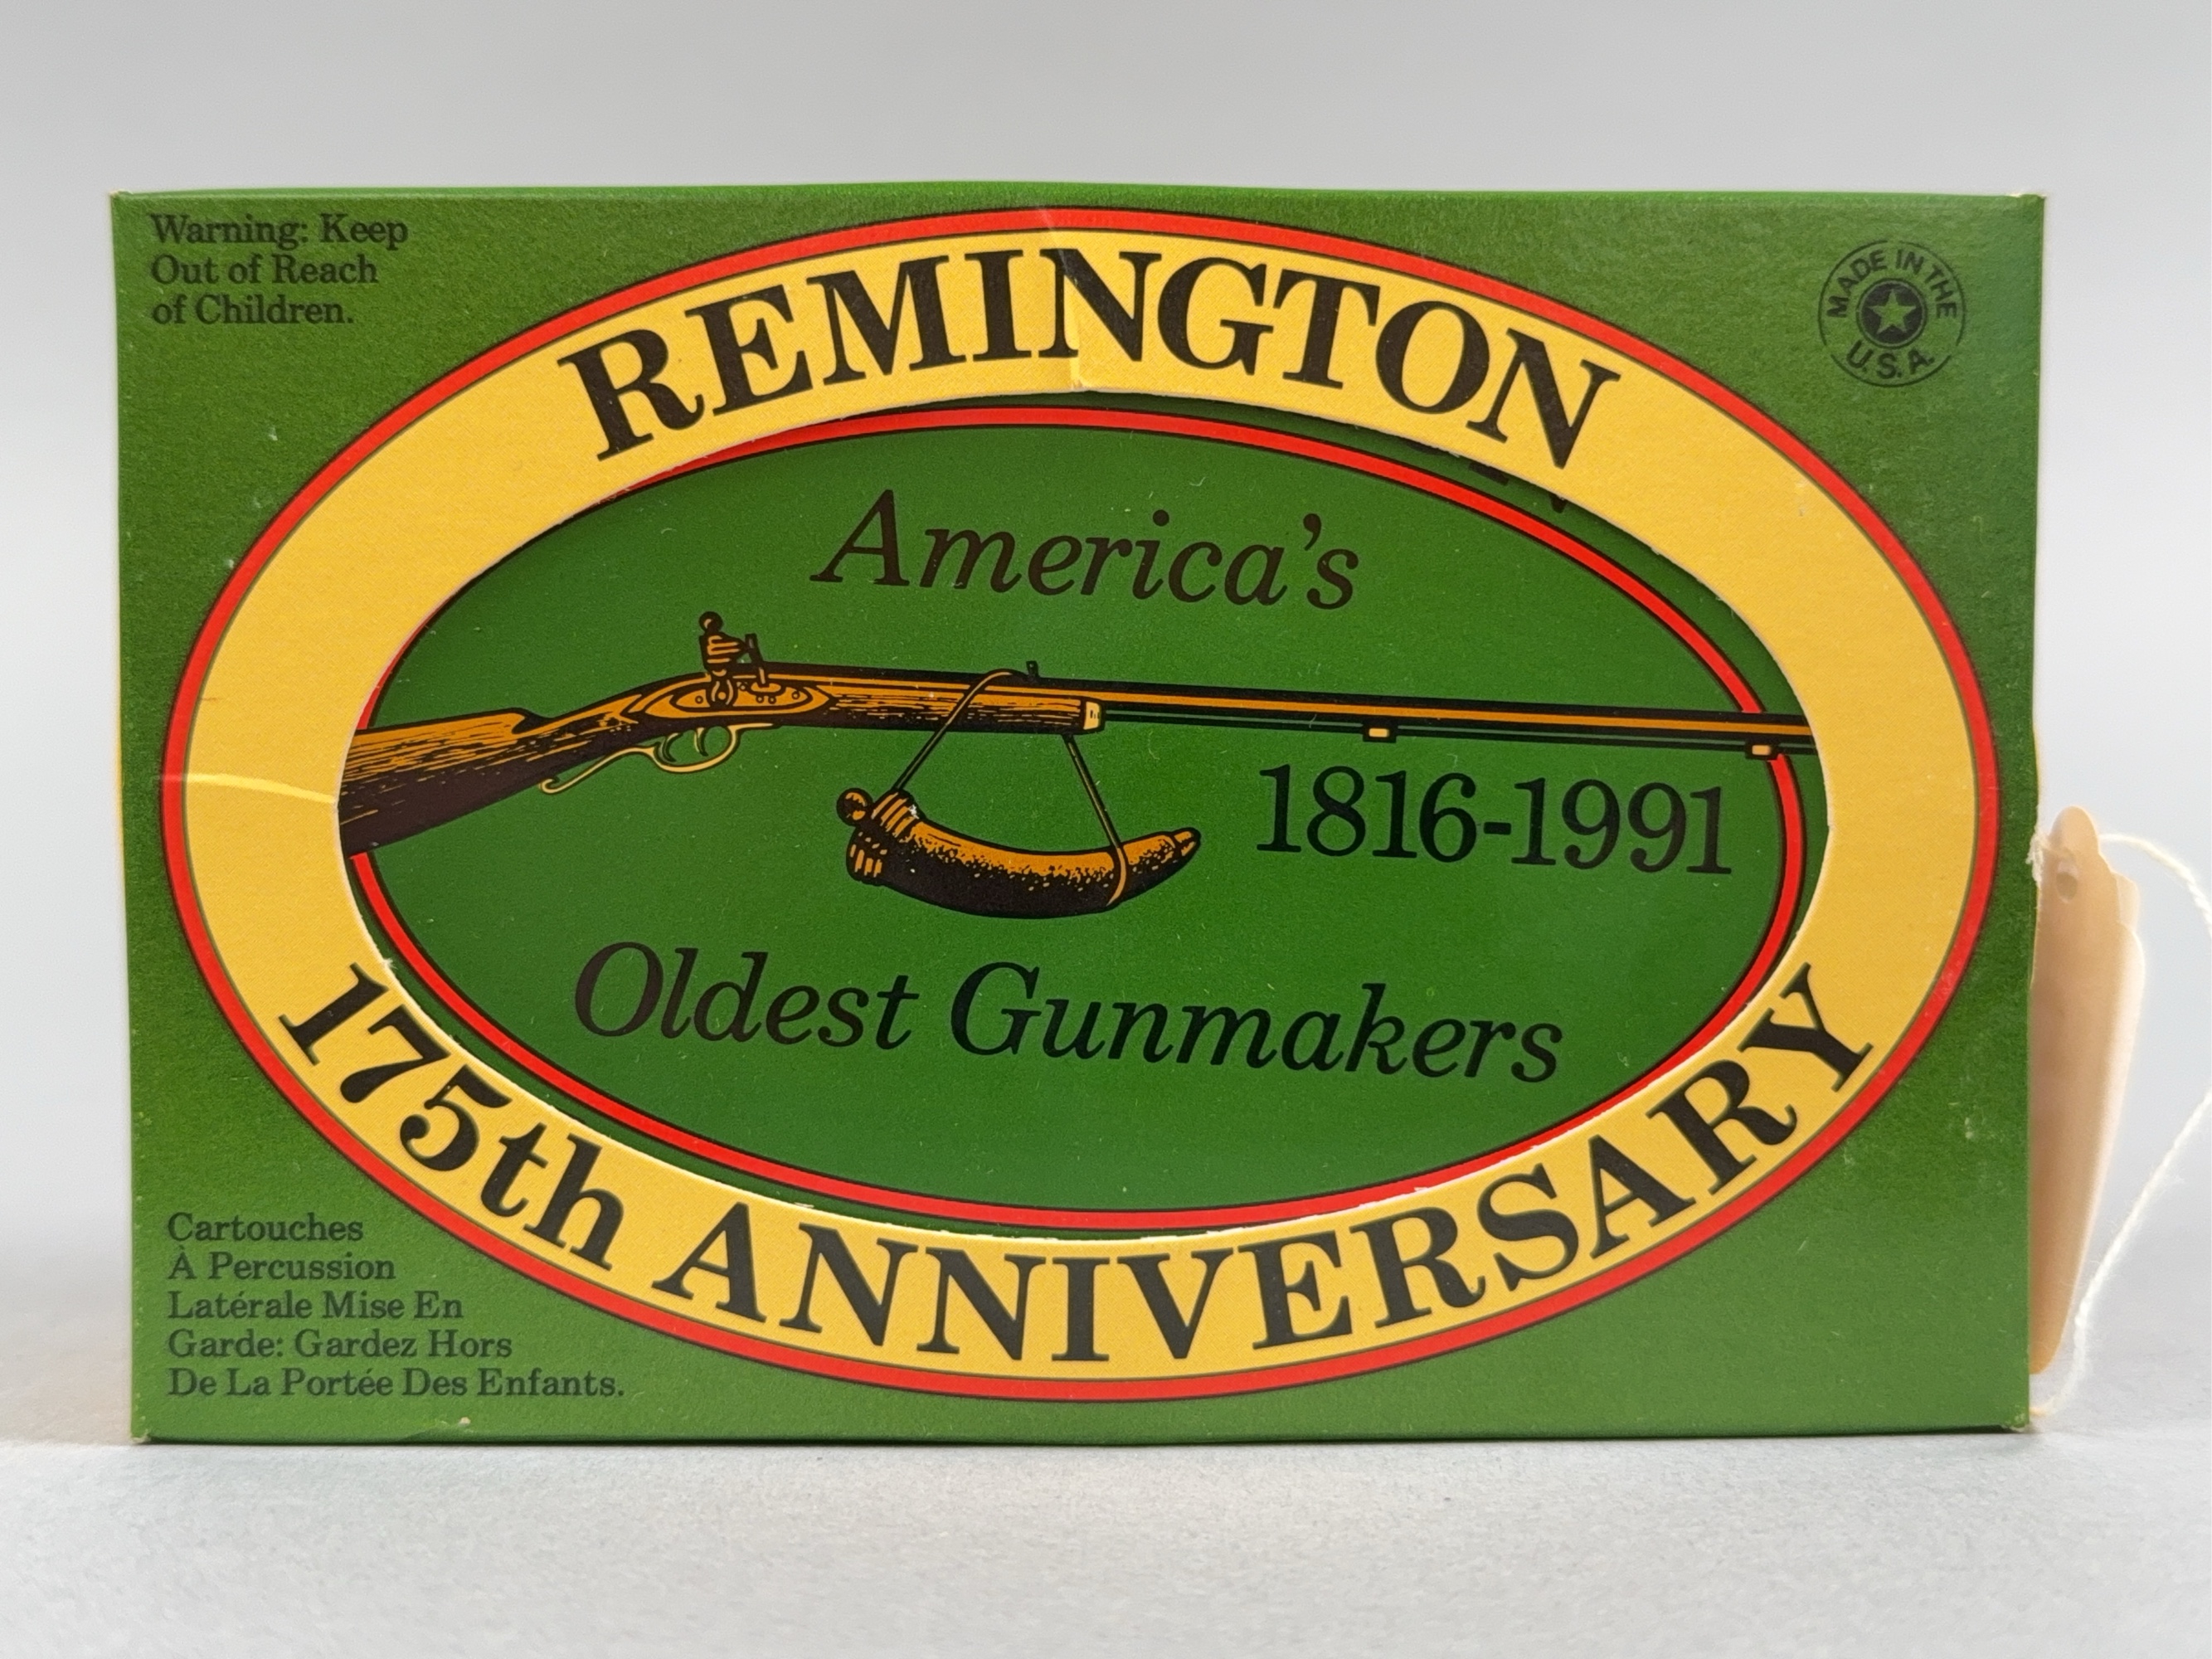 Warning: Keep
Out of Reach
of Children.
MADE IN THE
U.S.A.
REMINGTON
America's
1816-1991
Oldest Gunmakers
175th ANNIVERSARY
Cartouches
À Percussion
Latérale Mise En
Garde: Gardez Hors
De La Portée Des Enfants.